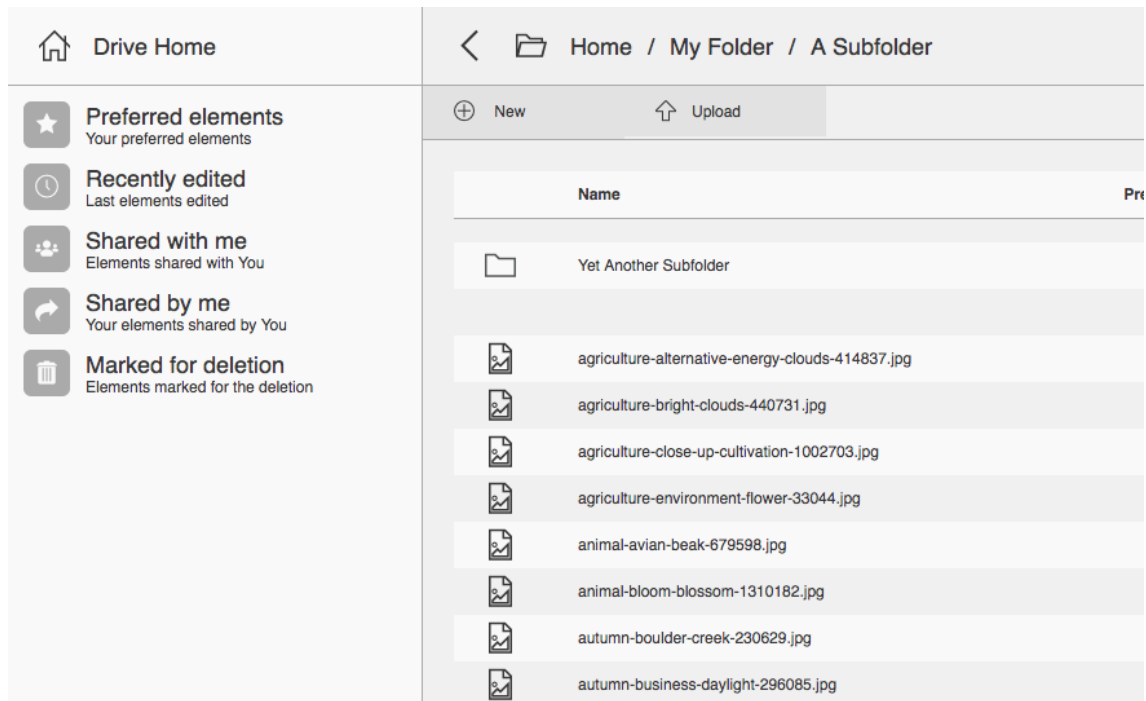 Drive Home
Preferred elements
Your preferred elements
Recently edited
Last elements edited
Shared with me
Elements shared with You
Shared by me
Your elements shared by You
Marked for deletion
Elements marked for the deletion
Home / My Folder / A Subfolder
New Upload
Name Pre
Yet Another Subfolder
agriculture-alternative-energy-clouds-414837.jpg
agriculture-bright-clouds-440731.jpg
agriculture-close-up-cultivation-1002703.jpg
agriculture-environment-flower-33044.jpg
animal-avian-beak-679598.jpg
animal-bloom-blossom-1310182.jpg
autumn-boulder-creek-230629.jpg
autumn-business-daylight-296085.jpg